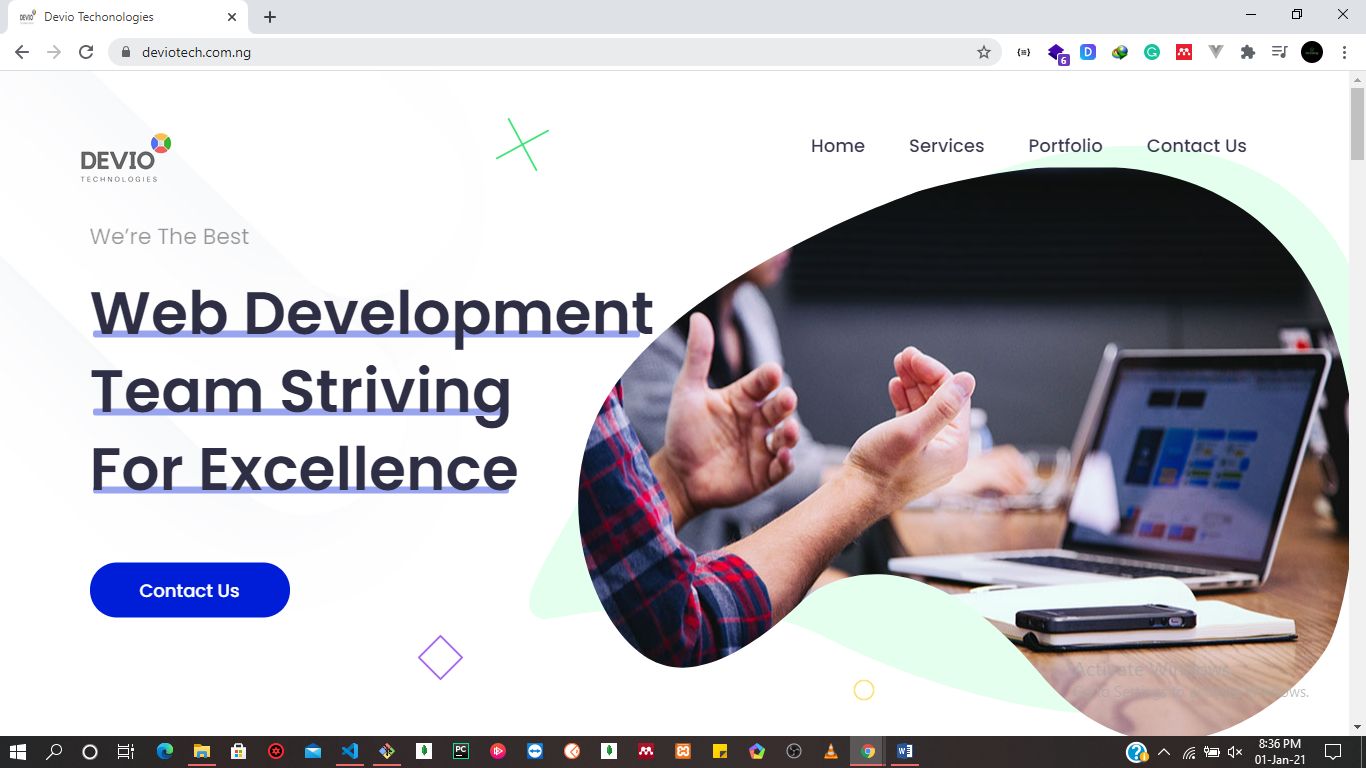 Devio Techonologies
deviotech.com.ng
6
DEVIO
TECHNOLOGIES
Home Services Portfolio Contact Us
We're The Best
Web Development
Team Striving
For Excellence
Contact Us
Activate Windows
Go to Settings to activate Windows.
8:36 PM
01-Jan-21